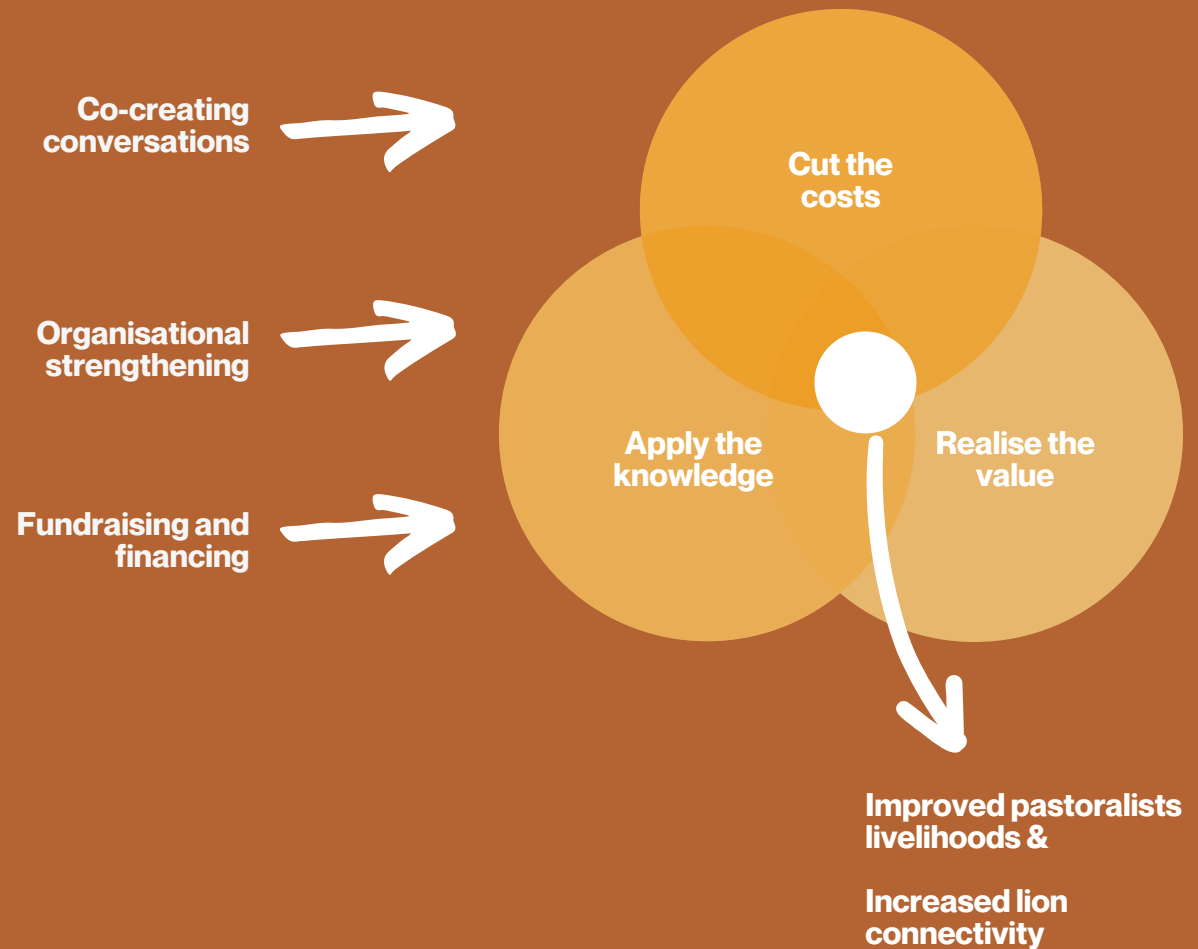 Co-creating
conversations
Organisational
strengthening
Fundraising and
financing
Cut the
costs
Apply the
knowledge
Realise the
value
Improved pastoralists
livelihoods &
Increased lion
connectivity